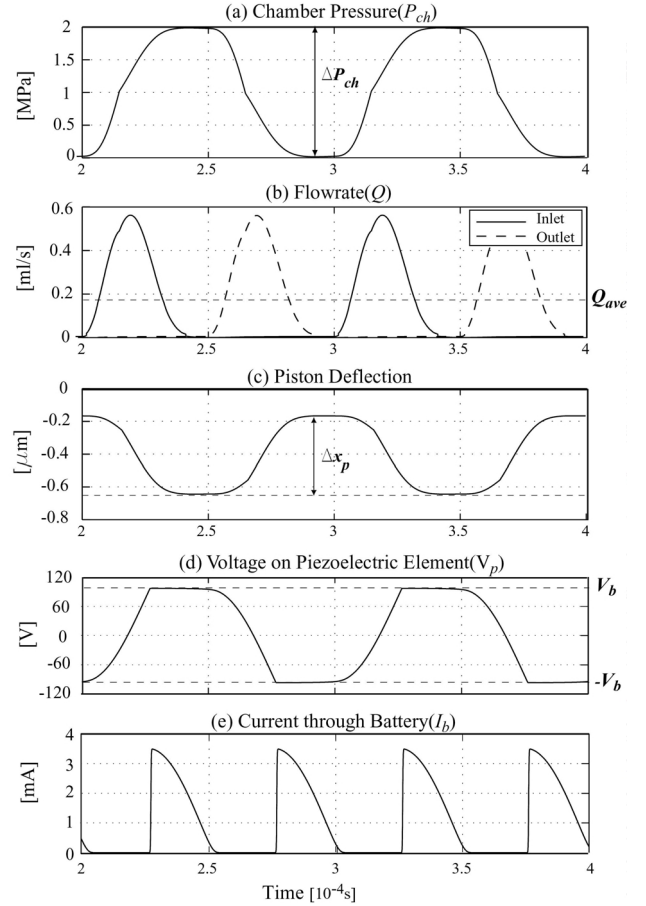 (a) Chamber Pressure(Pch)
2
1.5
1
0.5
0
[MPa]
ΔPch
2 2.5 3 3.5 4
(b) Flowrate(Q)
0.6
0.4
0.2
0
[ml/s]
Inlet
Outlet
Qave
2 2.5 3 3.5 4
(c) Piston Deflection
0
-0.2
-0.4
-0.6
-0.8
[μm]
Δxp
2 2.5 3 3.5 4
(d) Voltage on Piezoelectric Element(Vp)
120
60
0
-60
-120
[V]
Vb
-Vb
2 2.5 3 3.5 4
(e) Current through Battery(Ib)
4
3
2
1
0
[mA]
2 2.5 3 3.5 4
Time [10-4s]